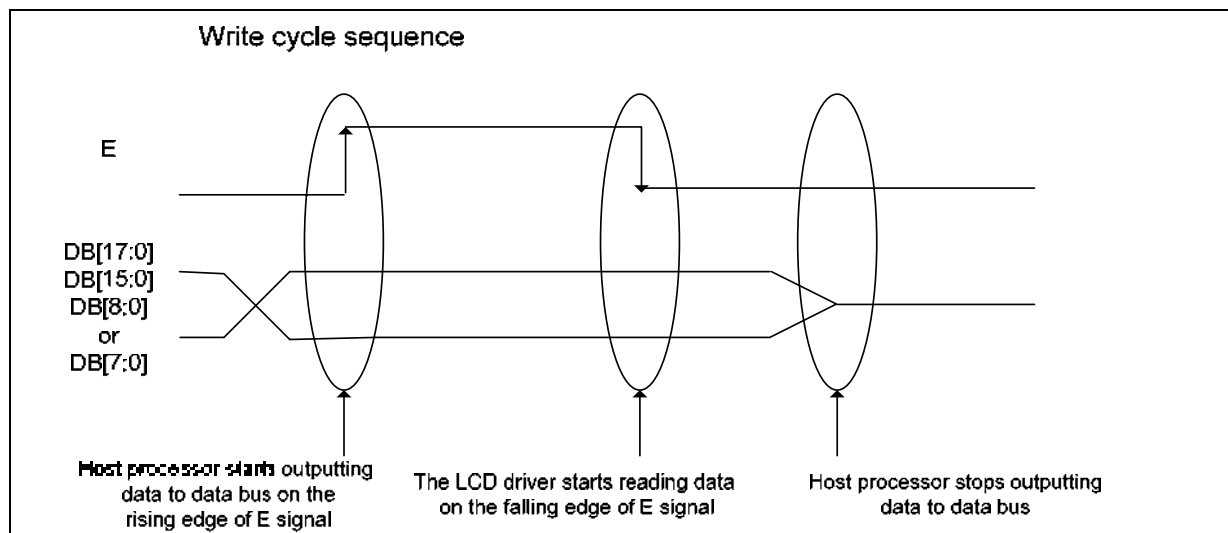 Write cycle sequence
E
DB[17:0]
DB[15:0]
DB[8:0]
or
DB[7:0]
Host processor starts outputting
data to data bus on the
rising edge of E signal
The LCD driver starts reading data
on the falling edge of E signal
Host processor stops outputting
data to data bus